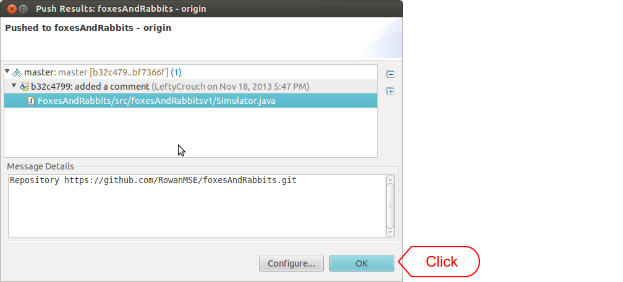 Push Results: foxesAndRabbits - origin
Pushed to foxesAndRabbits - origin
master: master [b32c479..bf7366f] (1)
b32c4799: added a comment (LeftyCrouch on Nov 18, 2013 5:47 PM)
FoxesAndRabbits/src/foxesAndRabbitsv1/Simulator.java
Message Details
Repository https://github.com/RowanMSE/foxesAndRabbits.git
Configure... OK
Click